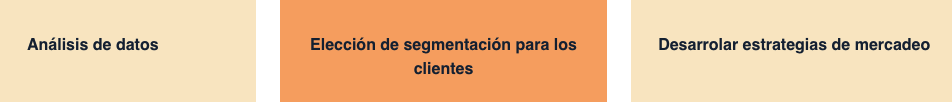 Análisis de datos
Elección de segmentación para los
clientes
Desarrolar estrategias de mercadeo